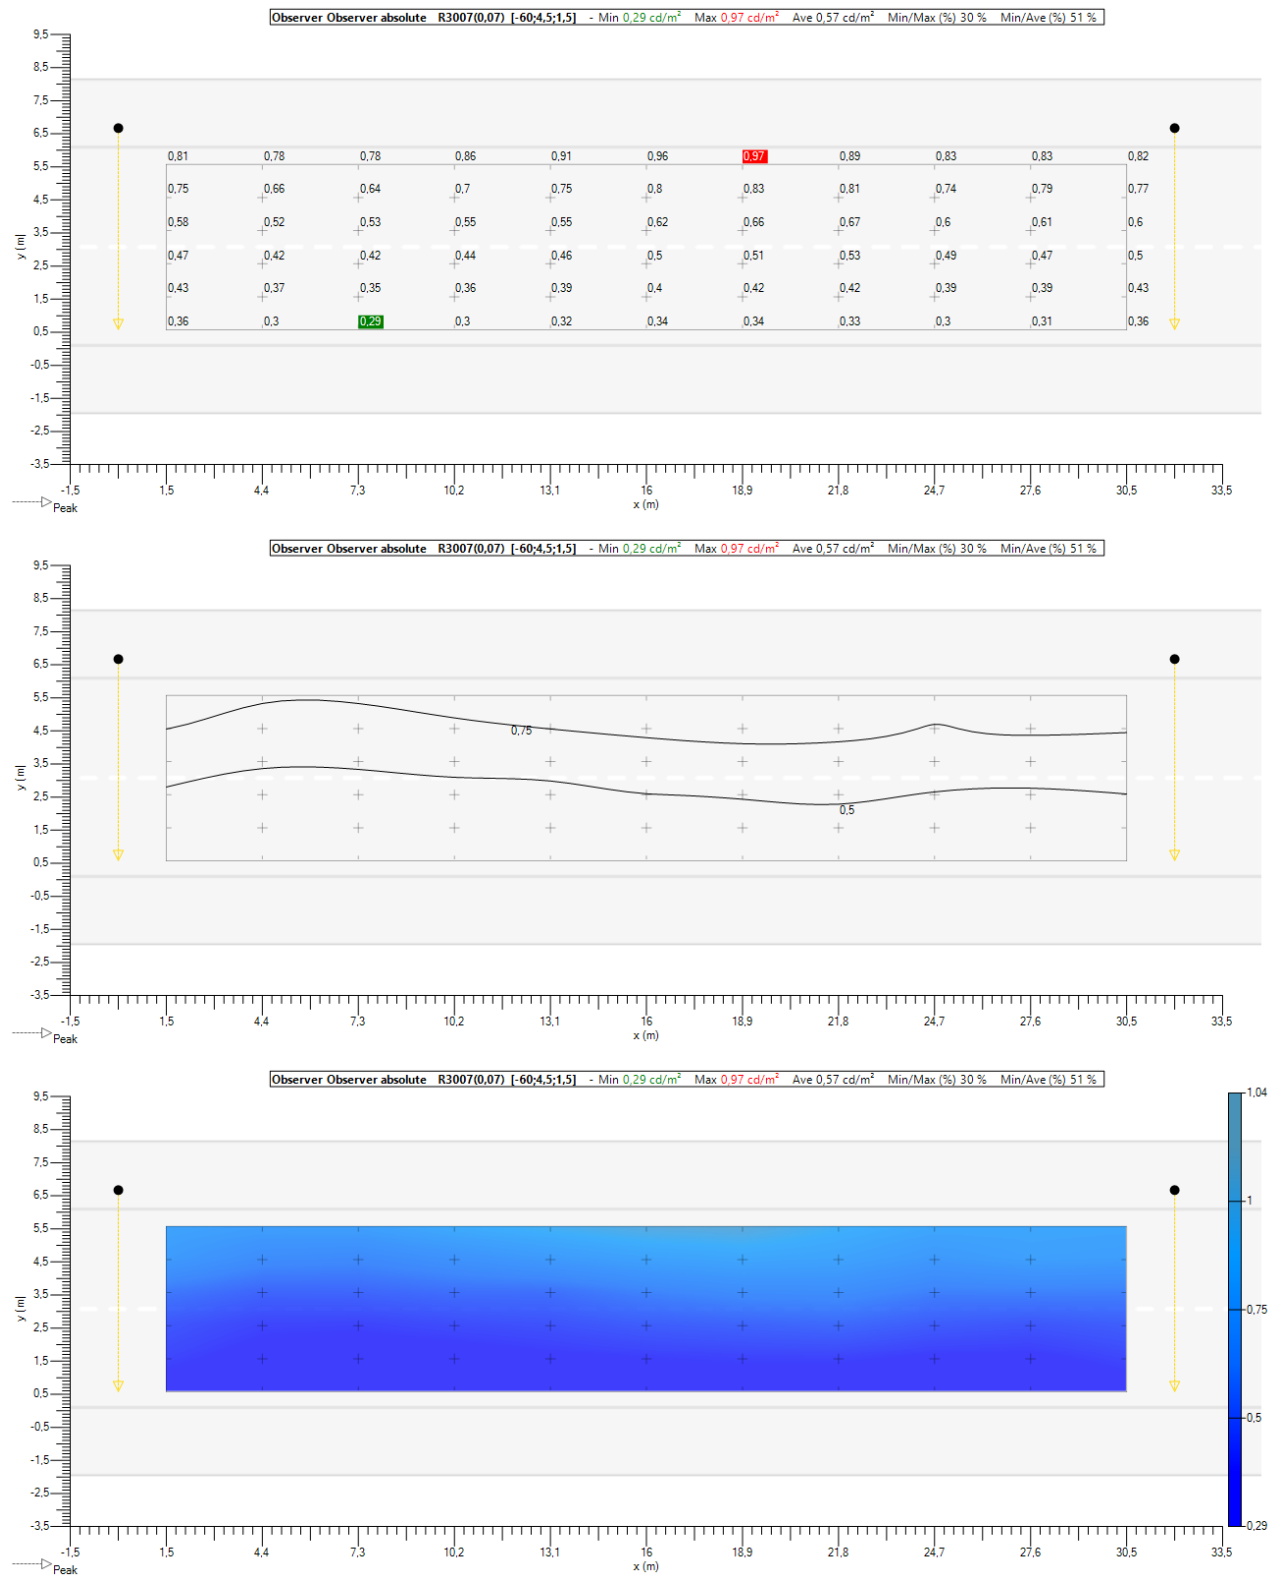 Observer Observer absolute R3007(0,07) [-60;4,5;1,5] - Min 0,29 cd/m² Max 0,97 cd/m² Ave 0,57 cd/m² Min/Max (%) 30 % Min/Ave (%) 51 %
9,5
8,5
7,5
6,5
5,5
4,5
3,5
2,5
1,5
0,5
-0,5
-1,5
-2,5
-3,5
y (m)
0,81 0,78 0,78 0,86 0,91 0,96 0,97 0,89 0,83 0,83 0,82
0,75 0,66 0,64 0,7 0,75 0,8 0,83 0,81 0,74 0,79 0,77
0,58 0,52 0,53 0,55 0,55 0,62 0,66 0,67 0,6 0,61 0,6
0,47 0,42 0,42 0,44 0,46 0,5 0,51 0,53 0,49 0,47 0,5
0,43 0,37 0,35 0,36 0,39 0,4 0,42 0,42 0,39 0,39 0,43
0,36 0,3 0,29 0,3 0,32 0,34 0,34 0,33 0,3 0,31 0,36
-1,5 1,5 4,4 7,3 10,2 13,1 16 18,9 21,8 24,7 27,6 30,5 33,5
x (m)
Peak
Observer Observer absolute R3007(0,07) [-60;4,5;1,5] - Min 0,29 cd/m² Max 0,97 cd/m² Ave 0,57 cd/m² Min/Max (%) 30 % Min/Ave (%) 51 %
9,5
8,5
7,5
6,5
5,5
4,5
3,5
2,5
1,5
0,5
-0,5
-1,5
-2,5
-3,5
y (m)
0,75
0,5
-1,5 1,5 4,4 7,3 10,2 13,1 16 18,9 21,8 24,7 27,6 30,5 33,5
x (m)
Peak
Observer Observer absolute R3007(0,07) [-60;4,5;1,5] - Min 0,29 cd/m² Max 0,97 cd/m² Ave 0,57 cd/m² Min/Max (%) 30 % Min/Ave (%) 51 %
9,5
8,5
7,5
6,5
5,5
4,5
3,5
2,5
1,5
0,5
-0,5
-1,5
-2,5
-3,5
y (m)
1,04
1
0,75
0,5
0,29
-1,5 1,5 4,4 7,3 10,2 13,1 16 18,9 21,8 24,7 27,6 30,5 33,5
x (m)
Peak